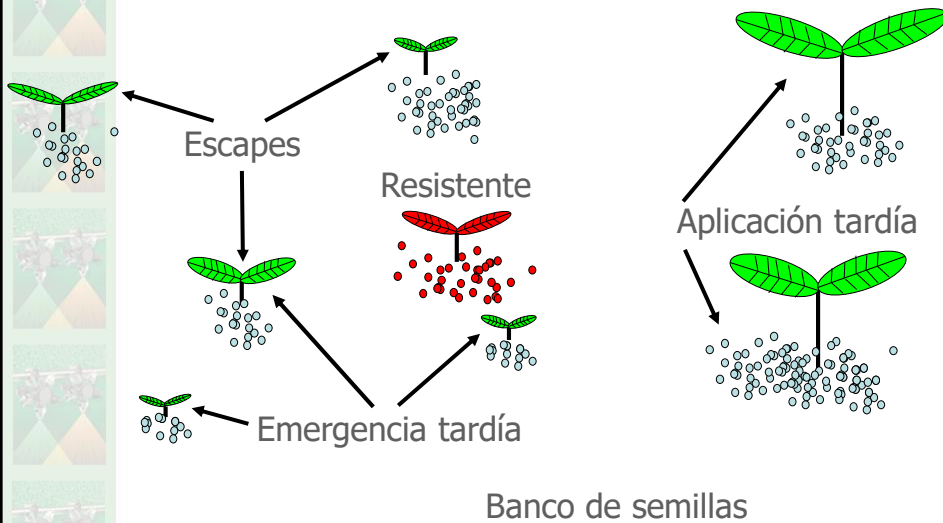 Escapes
Resistente
Aplicación tardía
Emergencia tardía
Banco de semillas